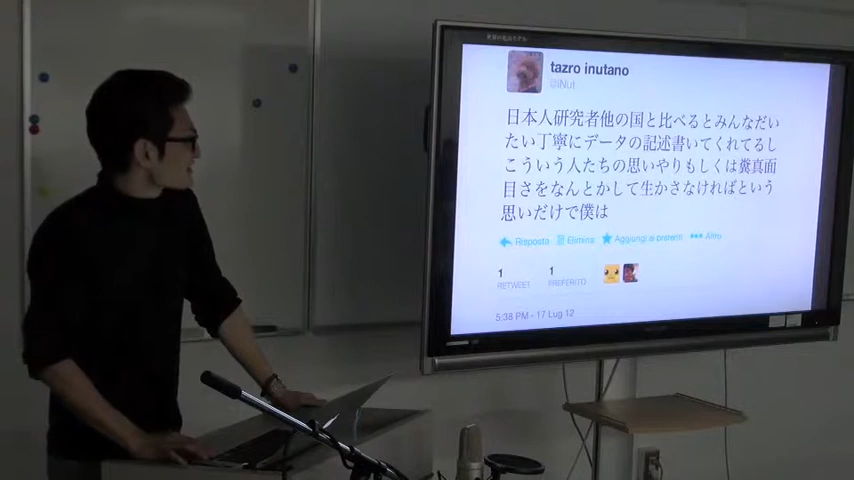 tazro inutano
@iNut
日本人研究者他の国と比べるとみんなだい
たい丁寧にデータの記述書いてくれてるし
こういう人たちの思いやりもしくは糞真面
目さをなんとかして生かさなければという
思いだけで僕は
Risposta Elimina Aggiungi ai preferiti Altro
1 1
RETWEET PREFERITO
5:38 PM - 17 Lug 12